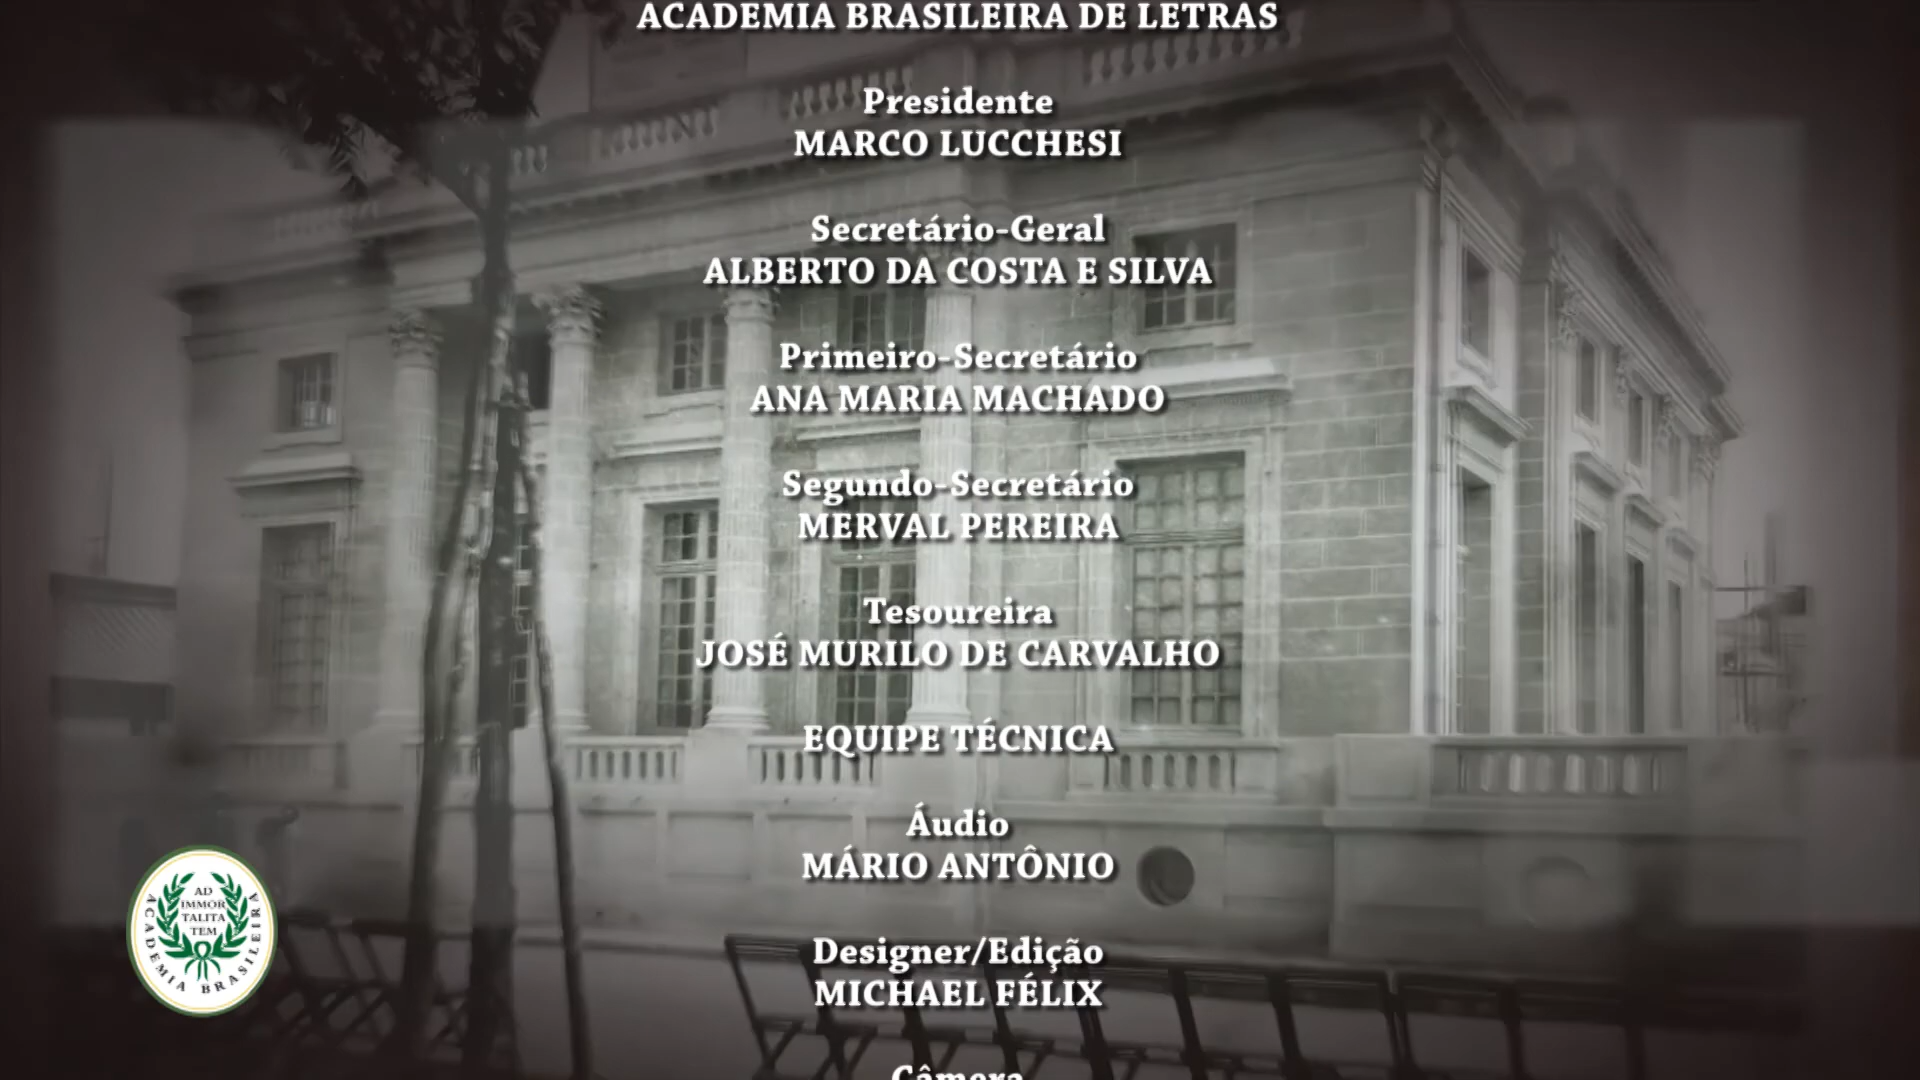 ACADEMIA BRASILEIRA DE LETRAS
Presidente
MARCO LUCCHESI
Secretário-Geral
ALBERTO DA COSTA E SILVA
Primeiro-Secretário
ANA MARIA MACHADO
Segundo-Secretário
MERVAL PEREIRA
Tesoureira
JOSÉ MURILO DE CARVALHO
EQUIPE TÉCNICA
Áudio
MÁRIO ANTÔNIO
Designer/Edição
MICHAEL FÉLIX
Câmera
AD
IMMOR
TALITA
TEM
ACADEMIA BRASILEIRA